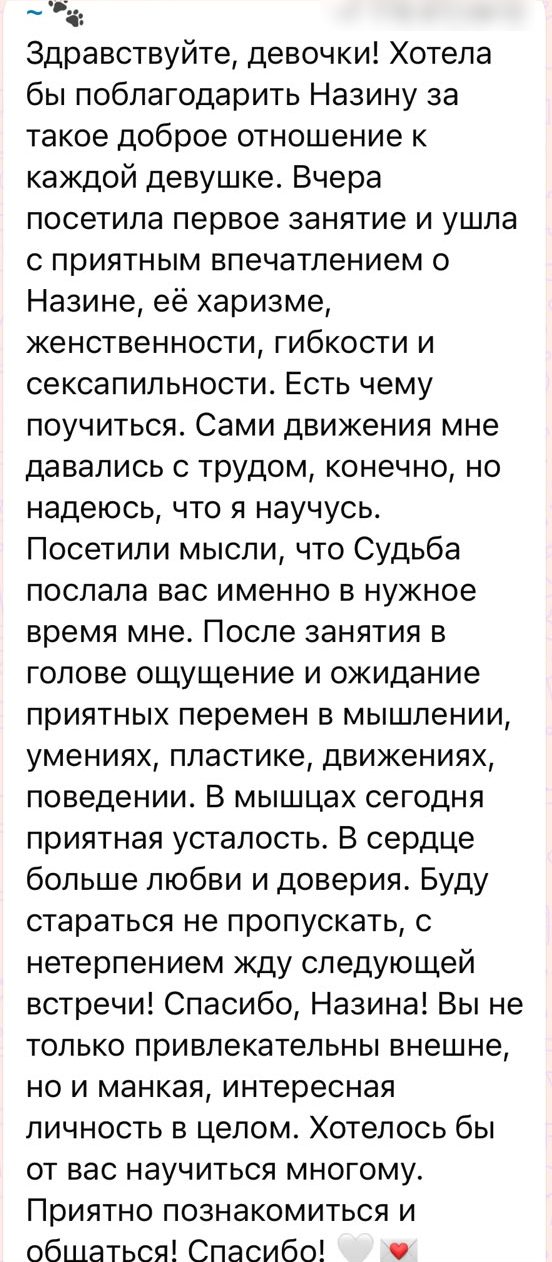 ~🐾
Здравствуйте, девочки! Хотела
бы поблагодарить Назину за
такое доброе отношение к
каждой девушке. Вчера
посетила первое занятие и ушла
с приятным впечатлением о
Назине, её харизме,
женственности, гибкости и
сексапильности. Есть чему
поучиться. Сами движения мне
давались с трудом, конечно, но
надеюсь, что я научусь.
Посетили мысли, что Судьба
послала вас именно в нужное
время мне. После занятия в
голове ощущение и ожидание
приятных перемен в мышлении,
умениях, пластике, движениях,
поведении. В мышцах сегодня
приятная усталость. В сердце
больше любви и доверия. Буду
стараться не пропускать, с
нетерпением жду следующей
встречи! Спасибо, Назина! Вы не
только привлекательны внешне,
но и манкая, интересная
личность в целом. Хотелось бы
от вас научиться многому.
Приятно познакомиться и
общаться! Спасибо! 🤍💌